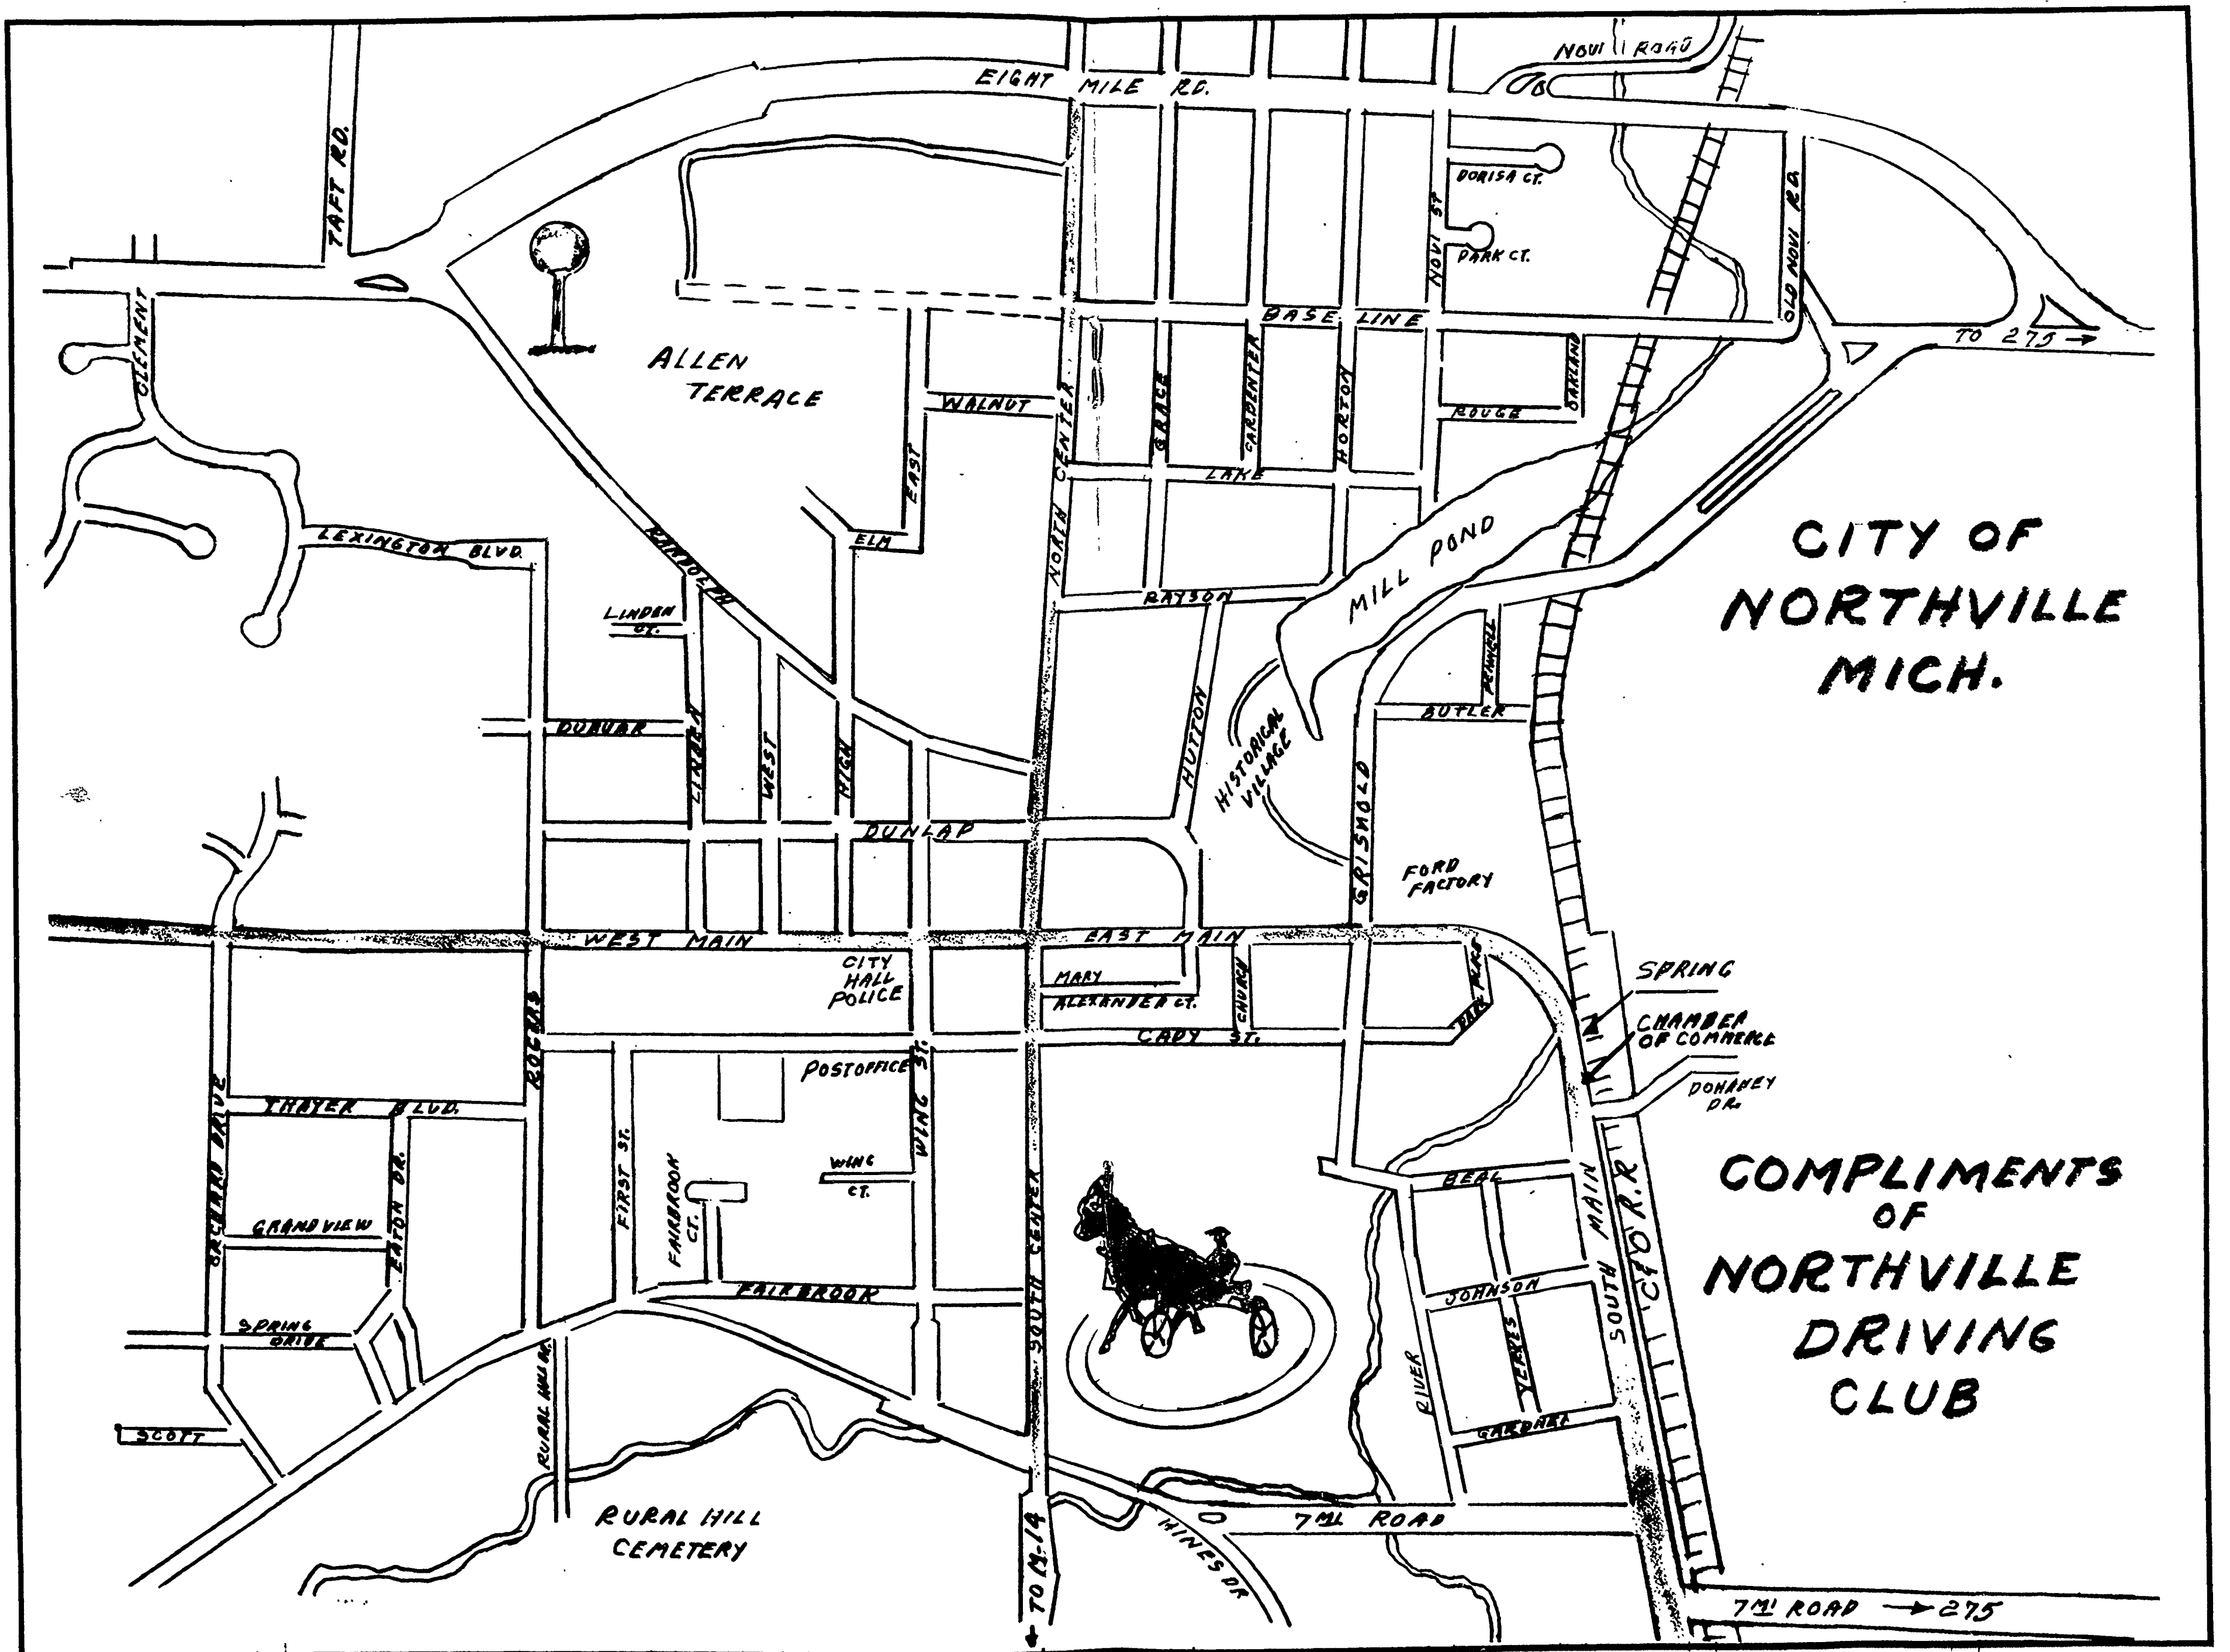 NOVI ROAD
EIGHT MILE RD.
TAFT RD.
DORISA CT.
NOVI ST
PARK CT.
OLD NOVI RD.
CLEMENT
BASE LINE
TO 275 →
ALLEN
TERRACE
WALNUT
NORTH CENTER
GRACE
CARPENTER
HORTON
ROUGE
OAKLAND
EAST
LAKE
LEXINGTON BLVD.
RANDOLPH
ELM
MILL POND
CITY OF
NORTHVILLE
MICH.
LINDEN
CT.
RAYSON
PENNELL
BUTLER
DUBUAR
LINDEN
WEST
HIGH
HUTTON
HISTORICAL
VILLAGE
GRISWOLD
DUNLAP
FORD
FACTORY
WEST MAIN
EAST MAIN
CITY
HALL
POLICE
MARY
ALEXANDER CT.
CHURCH
PARK PLACE
SPRING
CHAMBER
OF COMMERCE
ROGERS
CADY ST.
POSTOFFICE
WING ST.
DOHANEY
DR.
ORCHARD DRIVE
THAYER BLVD.
EATON DR.
FIRST ST.
FAIRBROOK
CT.
WING
CT.
SOUTH CENTER
BEAL
SOUTH MAIN
C&O R.R
COMPLIMENTS
OF
NORTHVILLE
DRIVING
CLUB
GRANDVIEW
FAIRBROOK
JOHNSON
SPRING
DRIVE
RURAL HILL RD.
RIVER
YERKES
SCOTT
GARDNER
RURAL HILL
CEMETERY
TO M-14
HINES DR
7 MI. ROAD
7 MI ROAD → 275